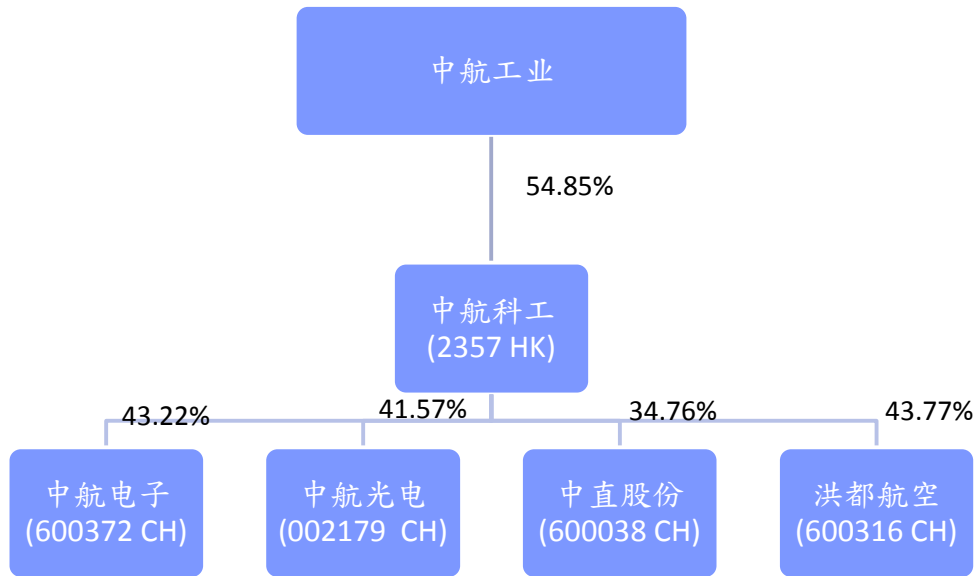 中航工业
54.85%
中航科工
(2357 HK)
43.22%
41.57%
34.76%
43.77%
中航电子
(600372 CH)
中航光电
(002179  CH)
中直股份
(600038 CH)
洪都航空
(600316 CH)